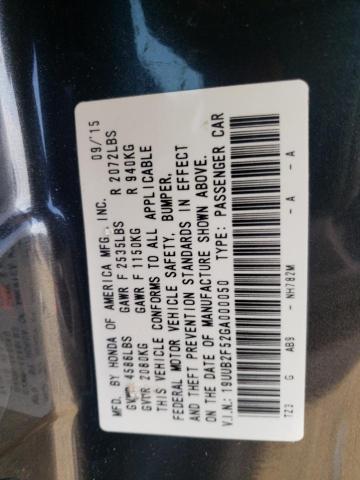 MFD. BY HONDA OF AMERICA MFG., INC. 09/'15
GVWR 4586LBS GAWR F 2535LBS R 2072LBS
GVWR 2080KG GAWR F 1150KG R 940KG
THIS VEHICLE CONFORMS TO ALL APPLICABLE
FEDERAL MOTOR VEHICLE SAFETY, BUMPER,
AND THEFT PREVENTION STANDARDS IN EFFECT
ON THE DATE OF MANUFACTURE SHOWN ABOVE.
V.I.N.: 19UUB2F52GA000050 TYPE: PASSENGER CAR
TZ3 G AB9 - NH782M - A - A